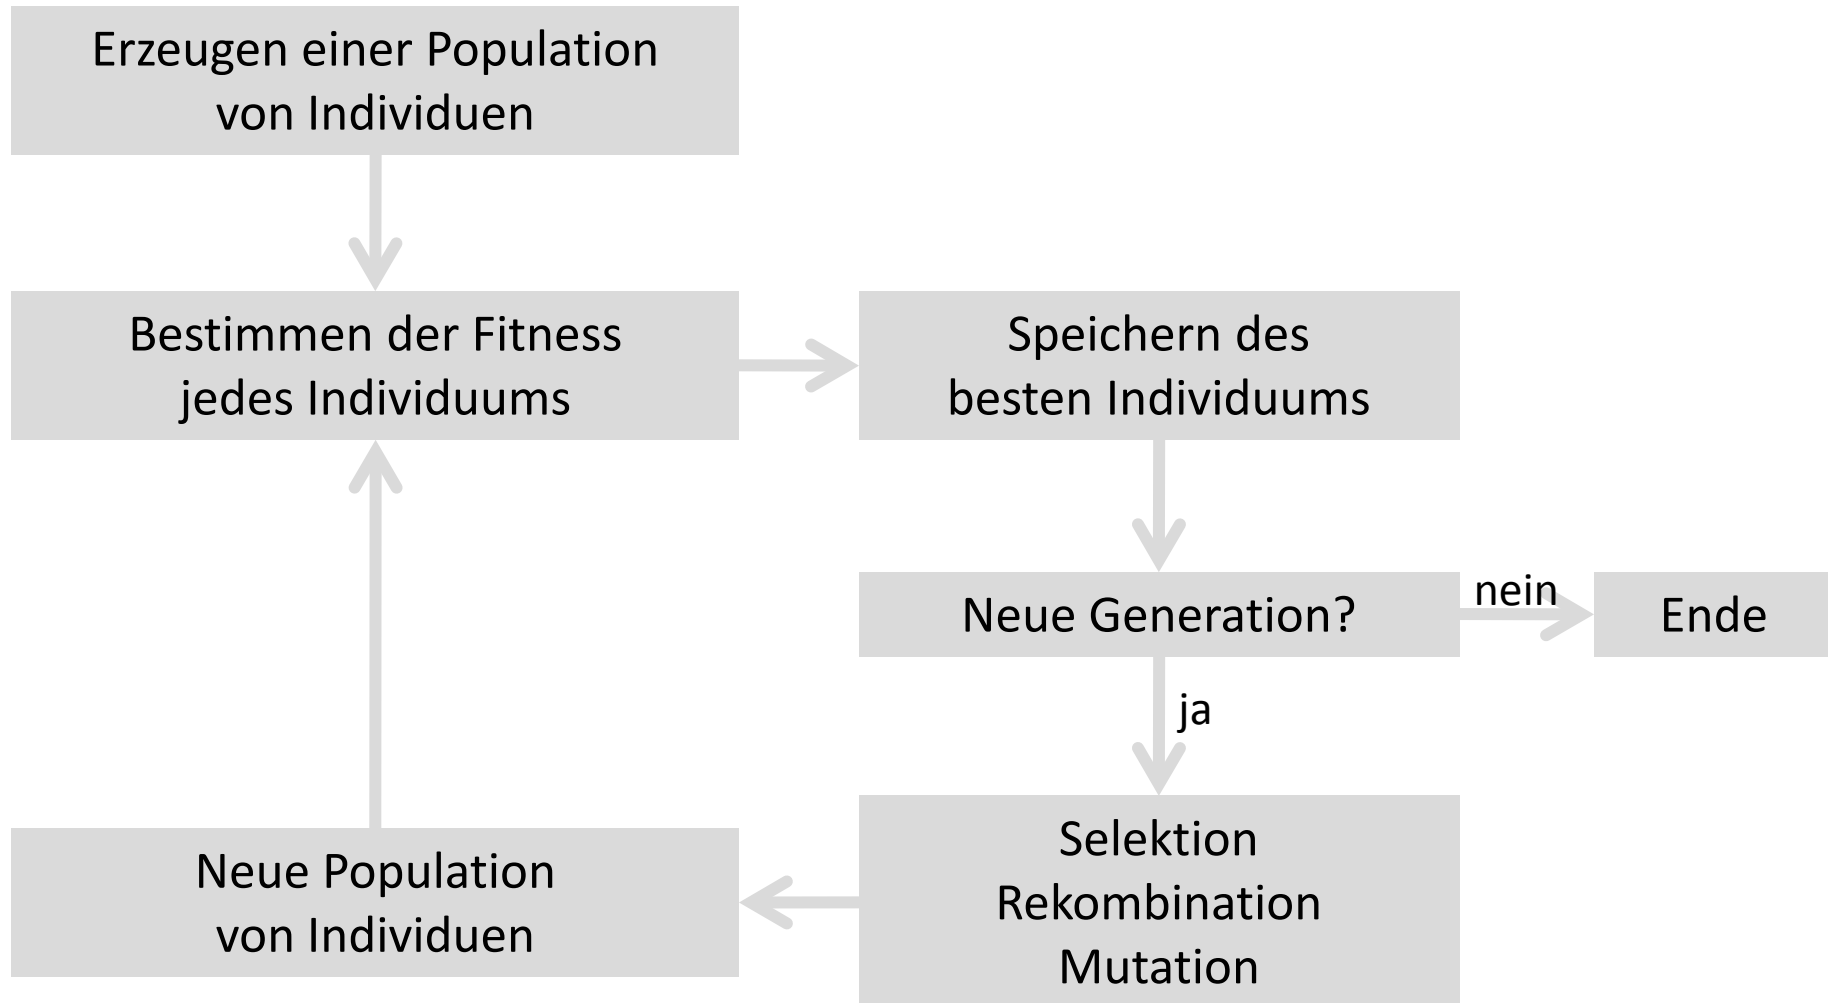 Erzeugen einer Population
von Individuen
Bestimmen der Fitness
jedes Individuums
Speichern des
besten Individuums
Neue Generation?
nein
Ende
ja
Selektion
Rekombination
Mutation
Neue Population
von Individuen